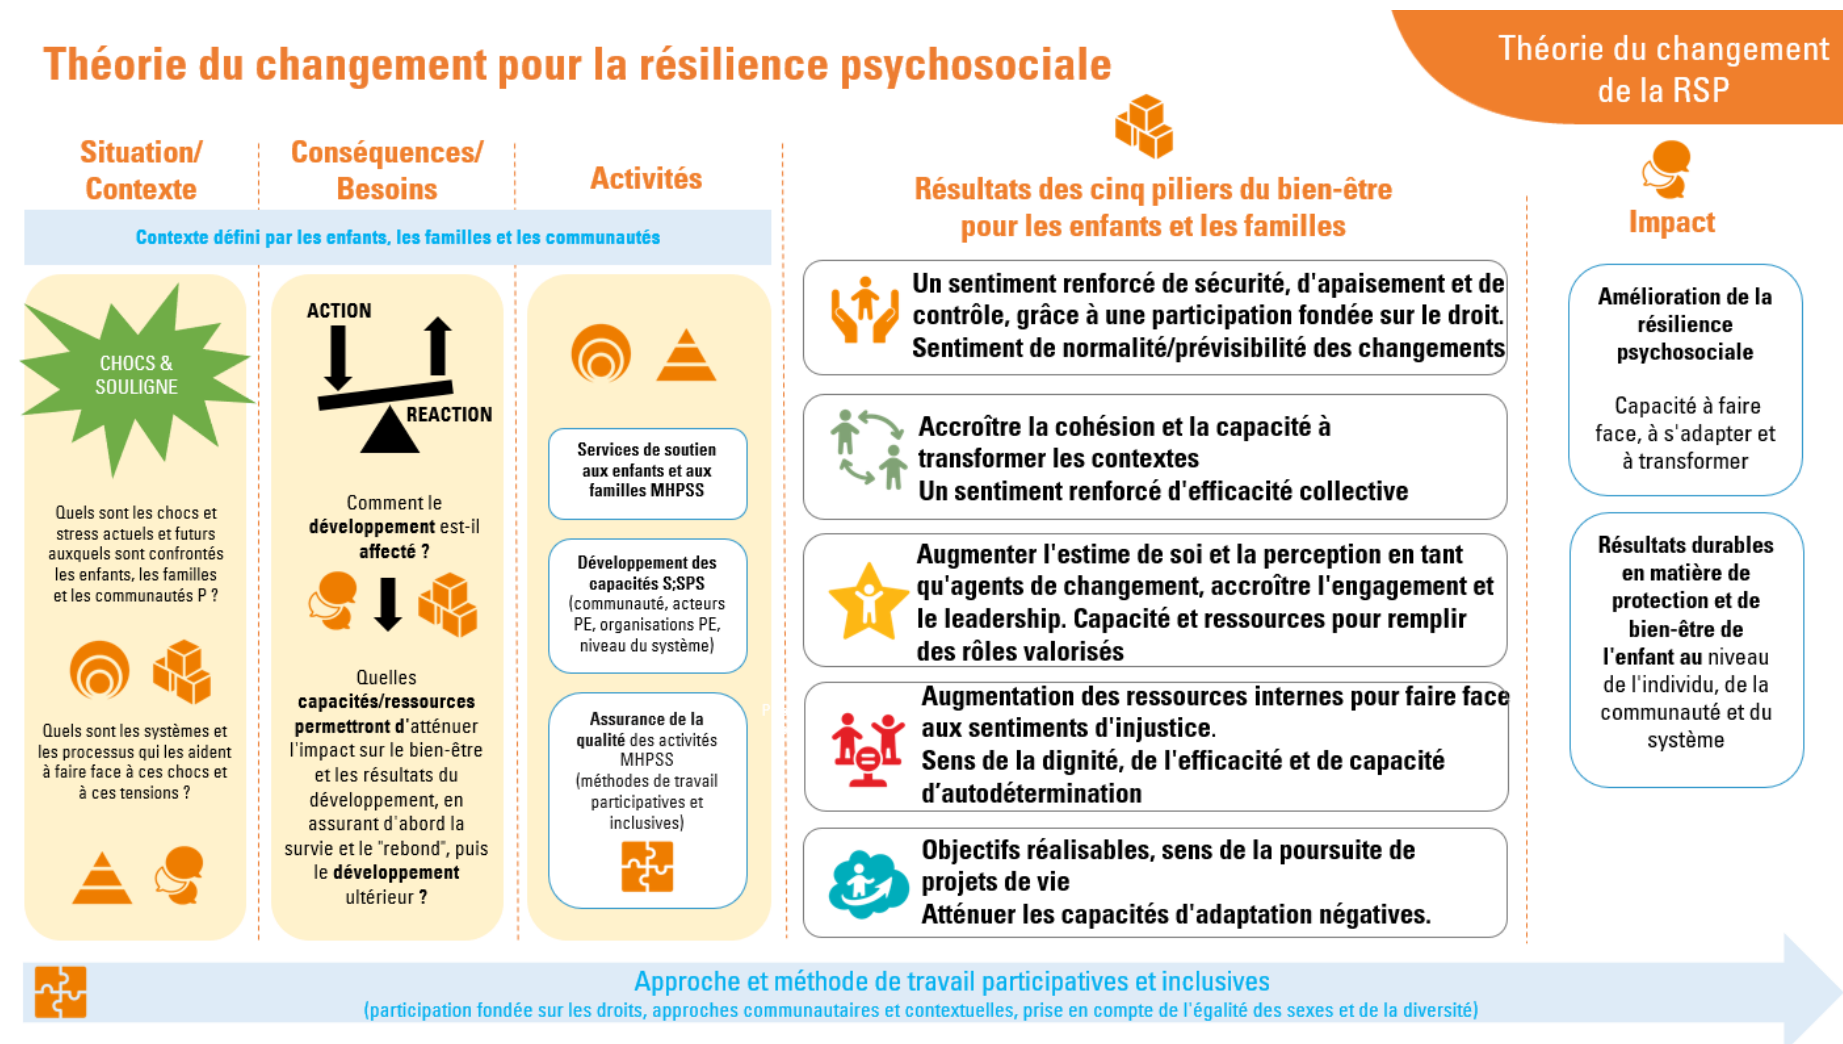 Théorie du changement pour la résilience psychosociale
Théorie du changement
de la RSP
Situation/
Contexte
Conséquences/
Besoins
Activités
Contexte défini par les enfants, les familles et les communautés
CHOCS &
SOULIGNE
Quels sont les chocs et
stress actuels et futurs
auxquels sont confrontés
les enfants, les familles
et les communautés P ?
Quels sont les systèmes et
les processus qui les aident
à faire face à ces chocs et
à ces tensions ?
ACTION
REACTION
Comment le
développement est-il
affecté ?
Quelles
capacités/ressources
permettront d'atténuer
l'impact sur le bien-être
et les résultats du
développement, en
assurant d'abord la
survie et le "rebond", puis
le développement
ultérieur ?
Services de soutien
aux enfants et aux
familles MHPSS
Développement des
capacités S;SPS
(communauté, acteurs
PE, organisations PE,
niveau du système)
Assurance de la
qualité des activités
MHPSS
(méthodes de travail
participatives et
inclusives)
P
Résultats des cinq piliers du bien-être
pour les enfants et les familles
Un sentiment renforcé de sécurité, d'apaisement et de
contrôle, grâce à une participation fondée sur le droit.
Sentiment de normalité/prévisibilité des changements
Accroître la cohésion et la capacité à
transformer les contextes
Un sentiment renforcé d'efficacité collective
Augmenter l'estime de soi et la perception en tant
qu'agents de changement, accroître l'engagement et
le leadership. Capacité et ressources pour remplir
des rôles valorisés
Augmentation des ressources internes pour faire face
aux sentiments d'injustice.
Sens de la dignité, de l'efficacité et de capacité
d’autodétermination
Objectifs réalisables, sens de la poursuite de
projets de vie
Atténuer les capacités d'adaptation négatives.
Impact
Amélioration de la
résilience
psychosociale
Capacité à faire
face, à s'adapter et
à transformer
Résultats durables
en matière de
protection et de
bien-être de
l'enfant au niveau
de l'individu, de la
communauté et du
système
Approche et méthode de travail participatives et inclusives
(participation fondée sur les droits, approches communautaires et contextuelles, prise en compte de l'égalité des sexes et de la diversité)